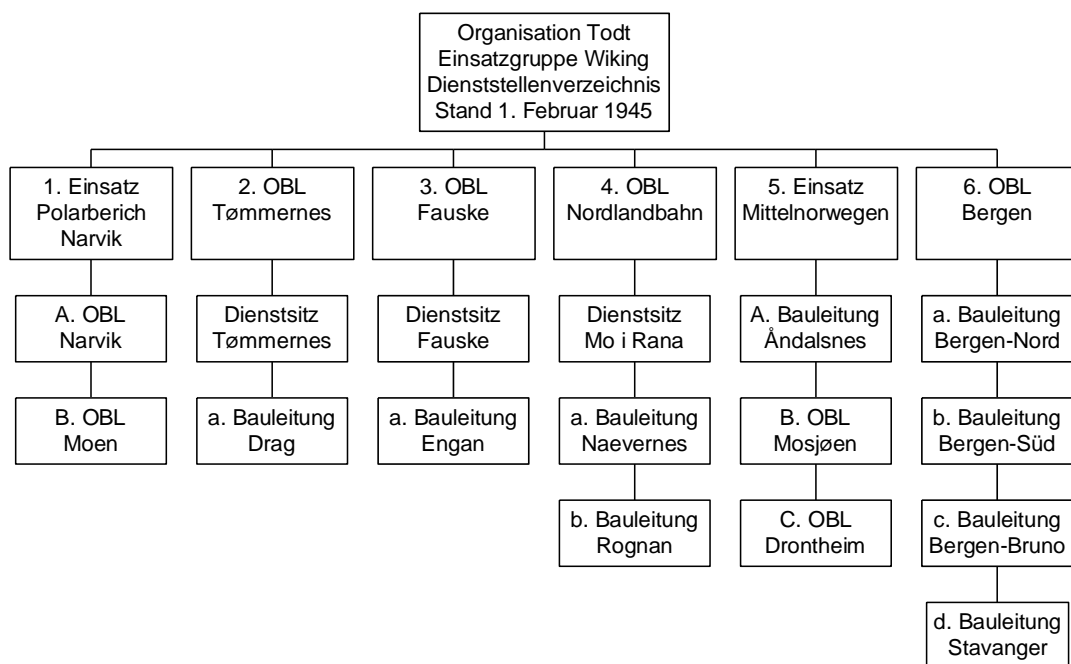 Organisation Todt
Einsatzgruppe Wiking
Dienststellenverzeichnis
Stand 1. Februar 1945
1. Einsatz
Polarberich
Narvik
2. OBL
Tømmernes
3. OBL
Fauske
4. OBL
Nordlandbahn
5. Einsatz
Mittelnorwegen
6. OBL
Bergen
A. OBL
Narvik
Dienstsitz
Tømmernes
Dienstsitz
Fauske
Dienstsitz
Mo i Rana
A. Bauleitung
Åndalsnes
a. Bauleitung
Bergen-Nord
B. OBL
Moen
a. Bauleitung
Drag
a. Bauleitung
Engan
a. Bauleitung
Naevernes
B. OBL
Mosjøen
b. Bauleitung
Bergen-Süd
b. Bauleitung
Rognan
C. OBL
Drontheim
c. Bauleitung
Bergen-Bruno
d. Bauleitung
Stavanger